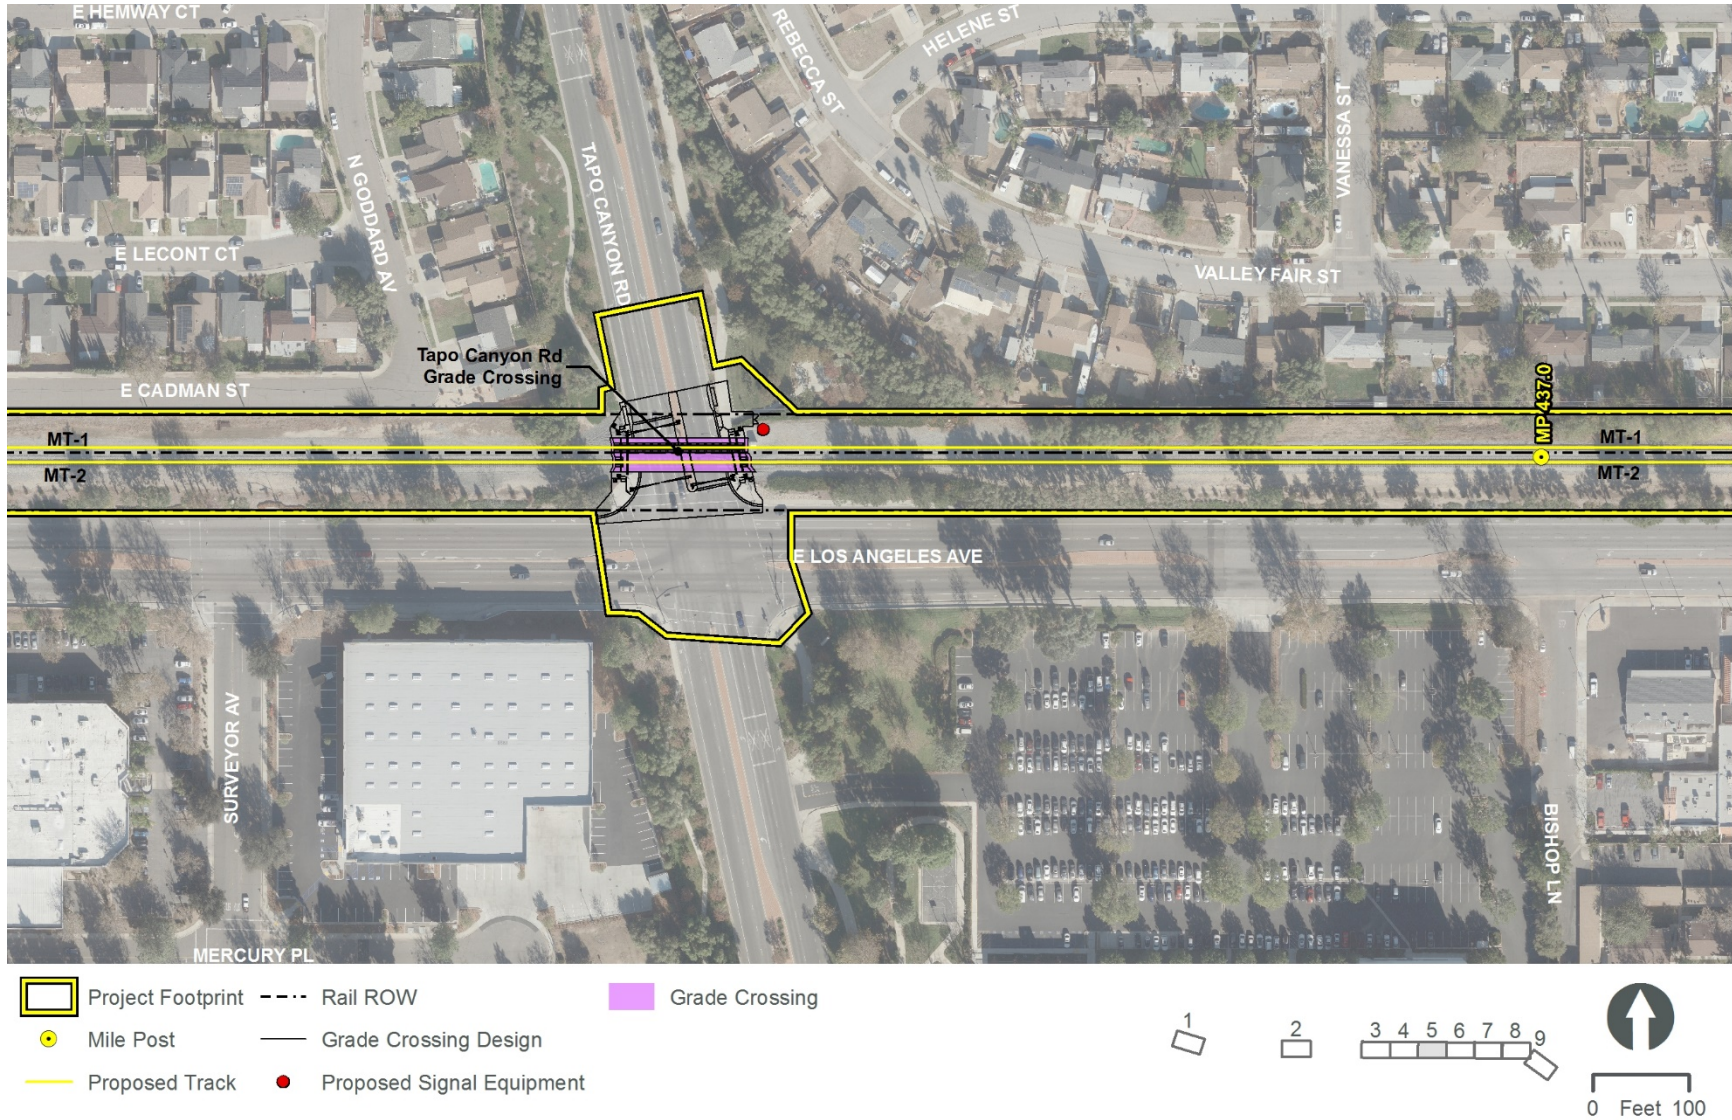 E HEMWAY CT
REBECCA ST
HELENE ST
N GODDARD AV
TAPO CANYON RD
VANESSA ST
E LECONT CT
VALLEY FAIR ST
Tapo Canyon Rd
Grade Crossing
E CADMAN ST
MP 437.0
MT-1
MT-1
MT-2
MT-2
E LOS ANGELES AVE
SURVEYOR AV
BISHOP LN
MERCURY PL
Project Footprint
Rail ROW
Grade Crossing
Mile Post
Grade Crossing Design
Proposed Track
Proposed Signal Equipment
1
2
3 4 5 6 7 8 9
0 Feet 100